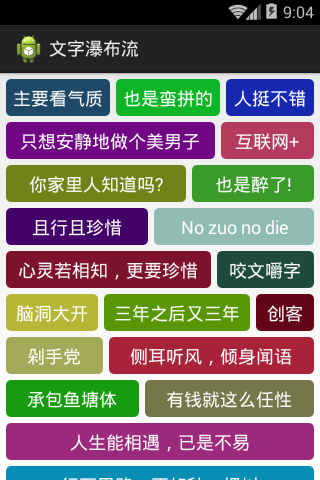 9:04
文字瀑布流
主要看气质 也是蛮拼的 人挺不错
只想安静地做个美男子 互联网+
你家里人知道吗? 也是醉了!
且行且珍惜 No zuo no die
心灵若相知，更要珍惜 咬文嚼字
脑洞大开 三年之后又三年 创客
剁手党 侧耳听风，倾身闻语
承包鱼塘体 有钱就这么任性
人生能相遇，已是不易